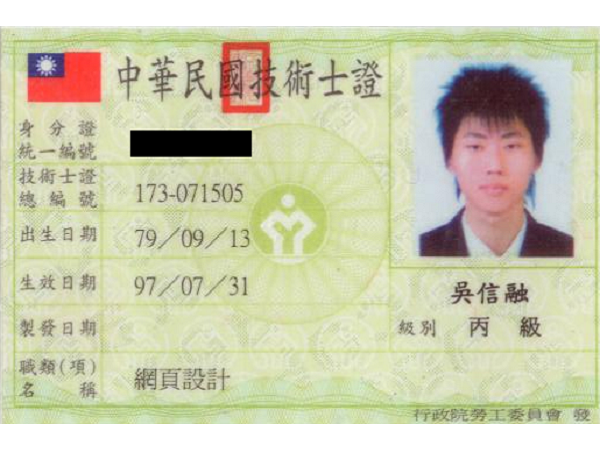 中華民國技術士證
身分證
統一編號
技術士證
總編號 173-071505
出生日期 79/09/13
生效日期 97/07/31
製發日期
職類(項)
名稱 網頁設計
吳信融
級別 丙級
行政院勞工委員會 發